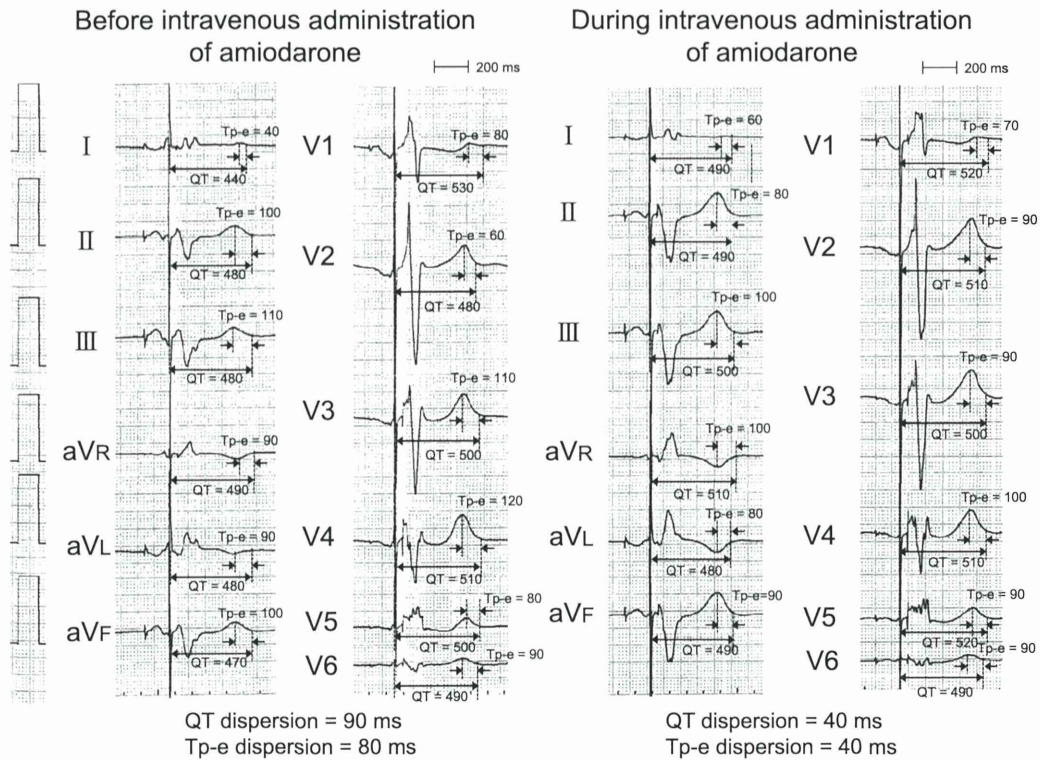 Before intravenous administration
of amiodarone
200 ms
I
Tp-e = 40
QT = 440
II
Tp-e = 100
QT = 480
III
Tp-e = 110
QT = 480
aVR
Tp-e = 90
QT = 490
aVL
Tp-e = 90
QT = 480
aVF
Tp-e = 100
QT = 470
V1
Tp-e = 80
QT = 530
V2
Tp-e = 60
QT = 480
V3
Tp-e = 110
QT = 500
V4
Tp-e = 120
QT = 510
V5
Tp-e = 80
QT = 500
V6
Tp-e = 90
QT = 490
QT dispersion = 90 ms
Tp-e dispersion = 80 ms
During intravenous administration
of amiodarone
200 ms
I
Tp-e = 60
QT = 490
II
Tp-e = 80
QT = 490
III
Tp-e = 100
QT = 500
aVR
Tp-e = 100
QT = 510
aVL
Tp-e = 80
QT = 480
aVF
Tp-e=90
QT = 490
V1
Tp-e = 70
QT = 520
V2
Tp-e = 90
QT = 510
V3
Tp-e = 90
QT = 500
V4
Tp-e = 100
QT = 510
V5
Tp-e = 90
QT = 520
V6
Tp-e = 90
QT = 490
QT dispersion = 40 ms
Tp-e dispersion = 40 ms